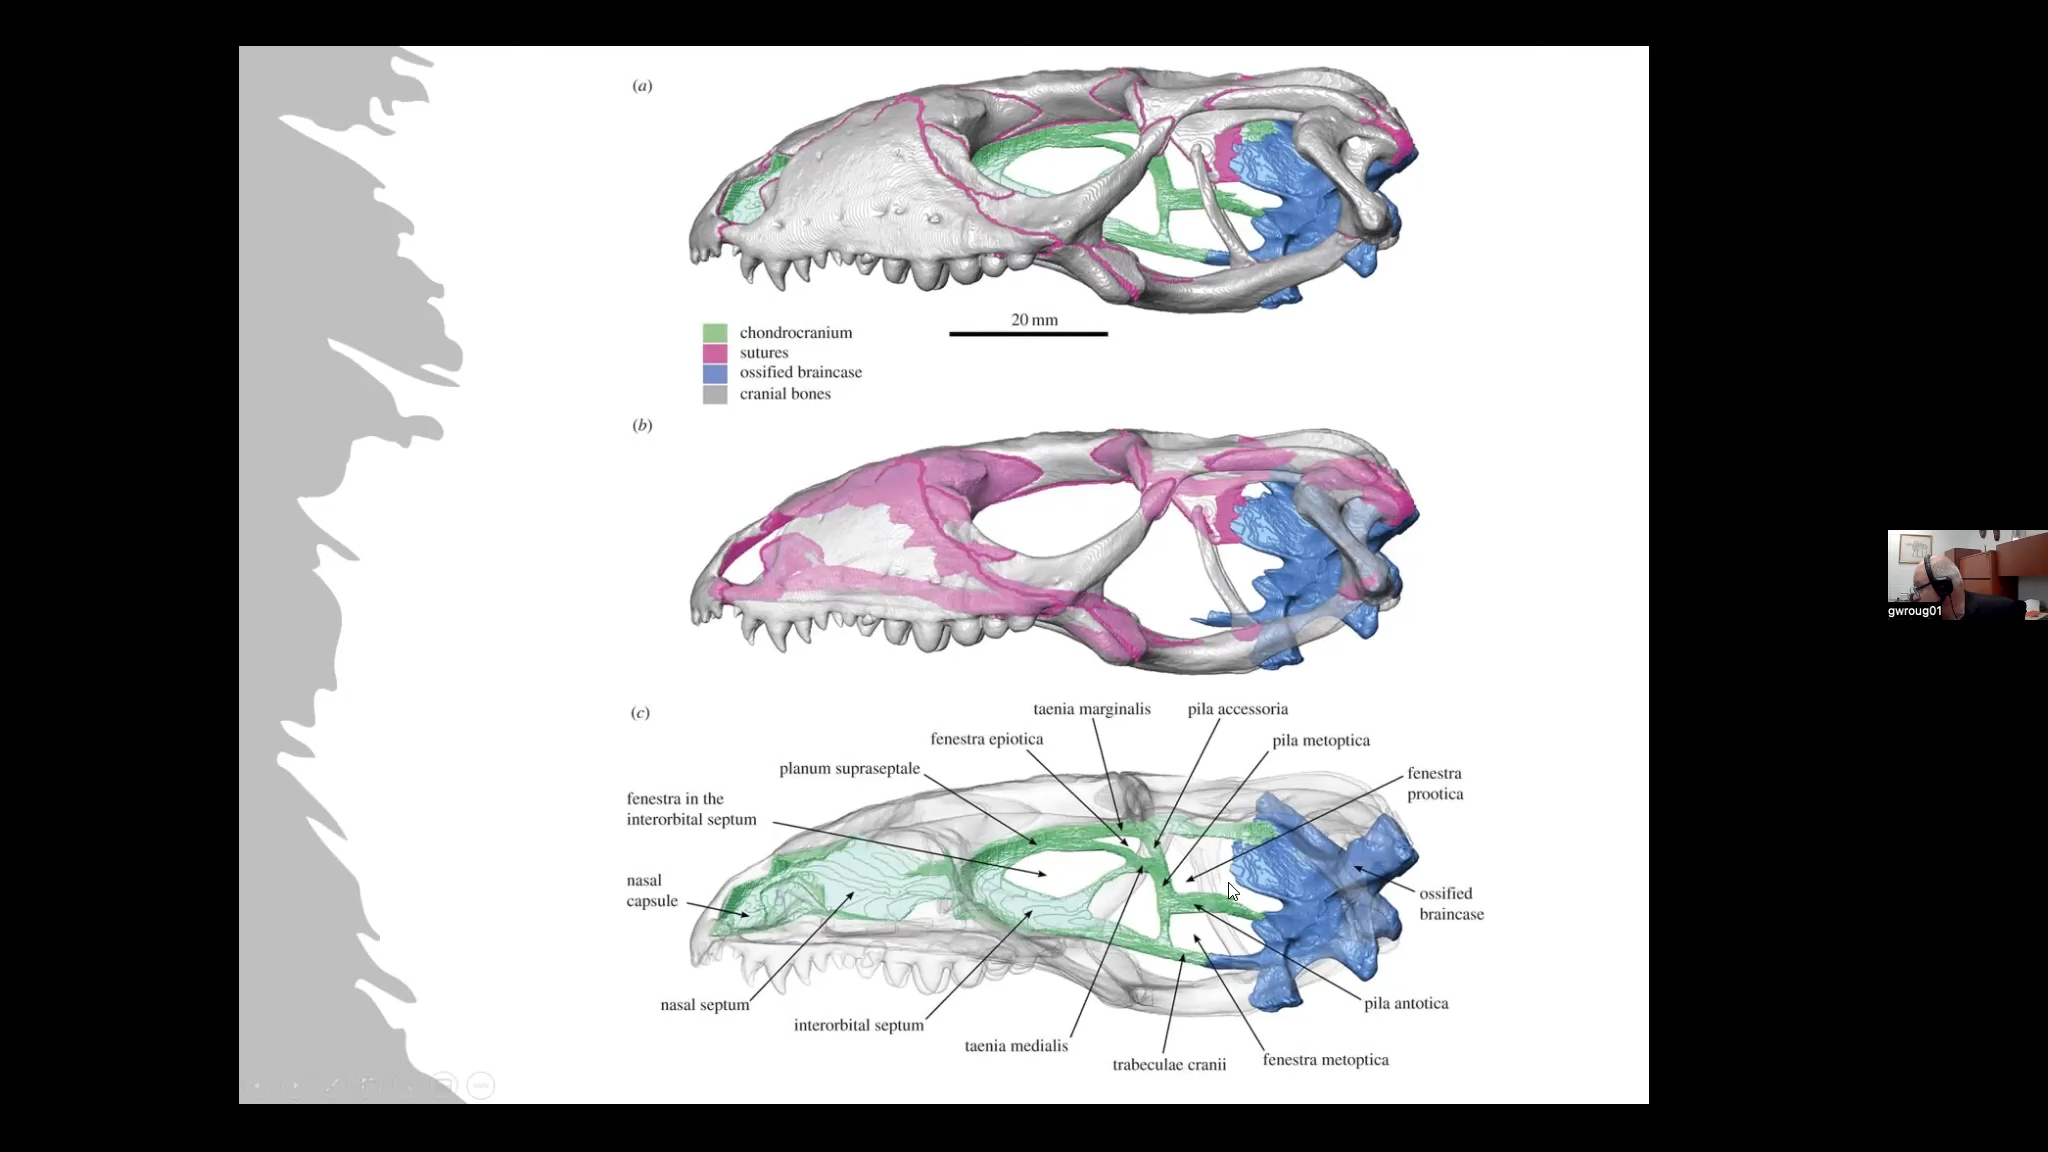 (a)
20 mm
chondrocranium
sutures
ossified braincase
cranial bones
(b)
(c)
taenia marginalis
pila accessoria
fenestra epiotica
pila metoptica
planum supraseptale
fenestra
prootica
fenestra in the
interorbital septum
nasal
capsule
ossified
braincase
nasal septum
pila antotica
interorbital septum
taenia medialis
trabeculae cranii
fenestra metoptica
gwroug01